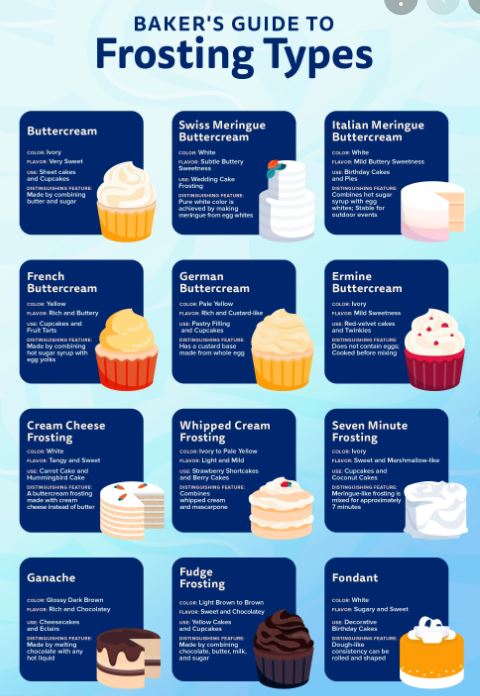 BAKER'S GUIDE TO
Frosting Types
Buttercream
COLOR: Ivory
FLAVOR: Very Sweet
USE: Sheet cakes
and Cupcakes
DISTINGUISHING FEATURE:
Made by combining
butter and sugar
Swiss Meringue
Buttercream
COLOR: White
FLAVOR: Subtle Buttery
Sweetness
USE: Wedding Cake
Frosting
DISTINGUISHING FEATURE:
Pure white color is
achieved by making
meringue from egg whites
Italian Meringue
Buttercream
COLOR: White
FLAVOR: Mild Buttery Sweetness
USE: Birthday Cakes
and Pies
DISTINGUISHING FEATURE:
Combines hot sugar
syrup with egg
whites; Stable for
outdoor events
French
Buttercream
COLOR: Yellow
FLAVOR: Rich and Buttery
USE: Cupcakes and
Fruit Tarts
DISTINGUISHING FEATURE:
Made by combining
hot sugar syrup with
egg yolks
German
Buttercream
COLOR: Pale Yellow
FLAVOR: Rich and Custard-like
USE: Pastry Filling
and Cupcakes
DISTINGUISHING FEATURE:
Has a custard base
made from whole egg
Ermine
Buttercream
COLOR: Ivory
FLAVOR: Mild Sweetness
USE: Red-velvet cakes
and Twinkies
DISTINGUISHING FEATURE:
Does not contain eggs;
Cooked before mixing
Cream Cheese
Frosting
COLOR: White
FLAVOR: Tangy and Sweet
USE: Carrot Cake and
Hummingbird Cake
DISTINGUISHING FEATURE:
A buttercream frosting
made with cream
cheese instead of butter
Whipped Cream
Frosting
COLOR: Ivory to Pale Yellow
FLAVOR: Light and Mild
USE: Strawberry Shortcakes
and Berry Cakes
DISTINGUISHING FEATURE:
Combines
whipped cream
and mascarpone
Seven Minute
Frosting
COLOR: Ivory
FLAVOR: Sweet and Marshmallow-like
USE: Cupcakes and
Coconut Cakes
DISTINGUISHING FEATURE:
Meringue-like frosting is
mixed for approximately
7 minutes
Ganache
COLOR: Glossy Dark Brown
FLAVOR: Rich and Chocolatey
USE: Cheesecakes
and Eclairs
DISTINGUISHING FEATURE:
Made by melting
chocolate with any
hot liquid
Fudge
Frosting
COLOR: Light Brown to Brown
FLAVOR: Sweet and Chocolatey
USE: Yellow Cakes
and Cupcakes
DISTINGUISHING FEATURE:
Made by combining
chocolate, butter, milk,
and sugar
Fondant
COLOR: White
FLAVOR: Sugary and Sweet
USE: Decorative
Birthday Cakes
DISTINGUISHING FEATURE:
Dough-like
consistency can be
rolled and shaped